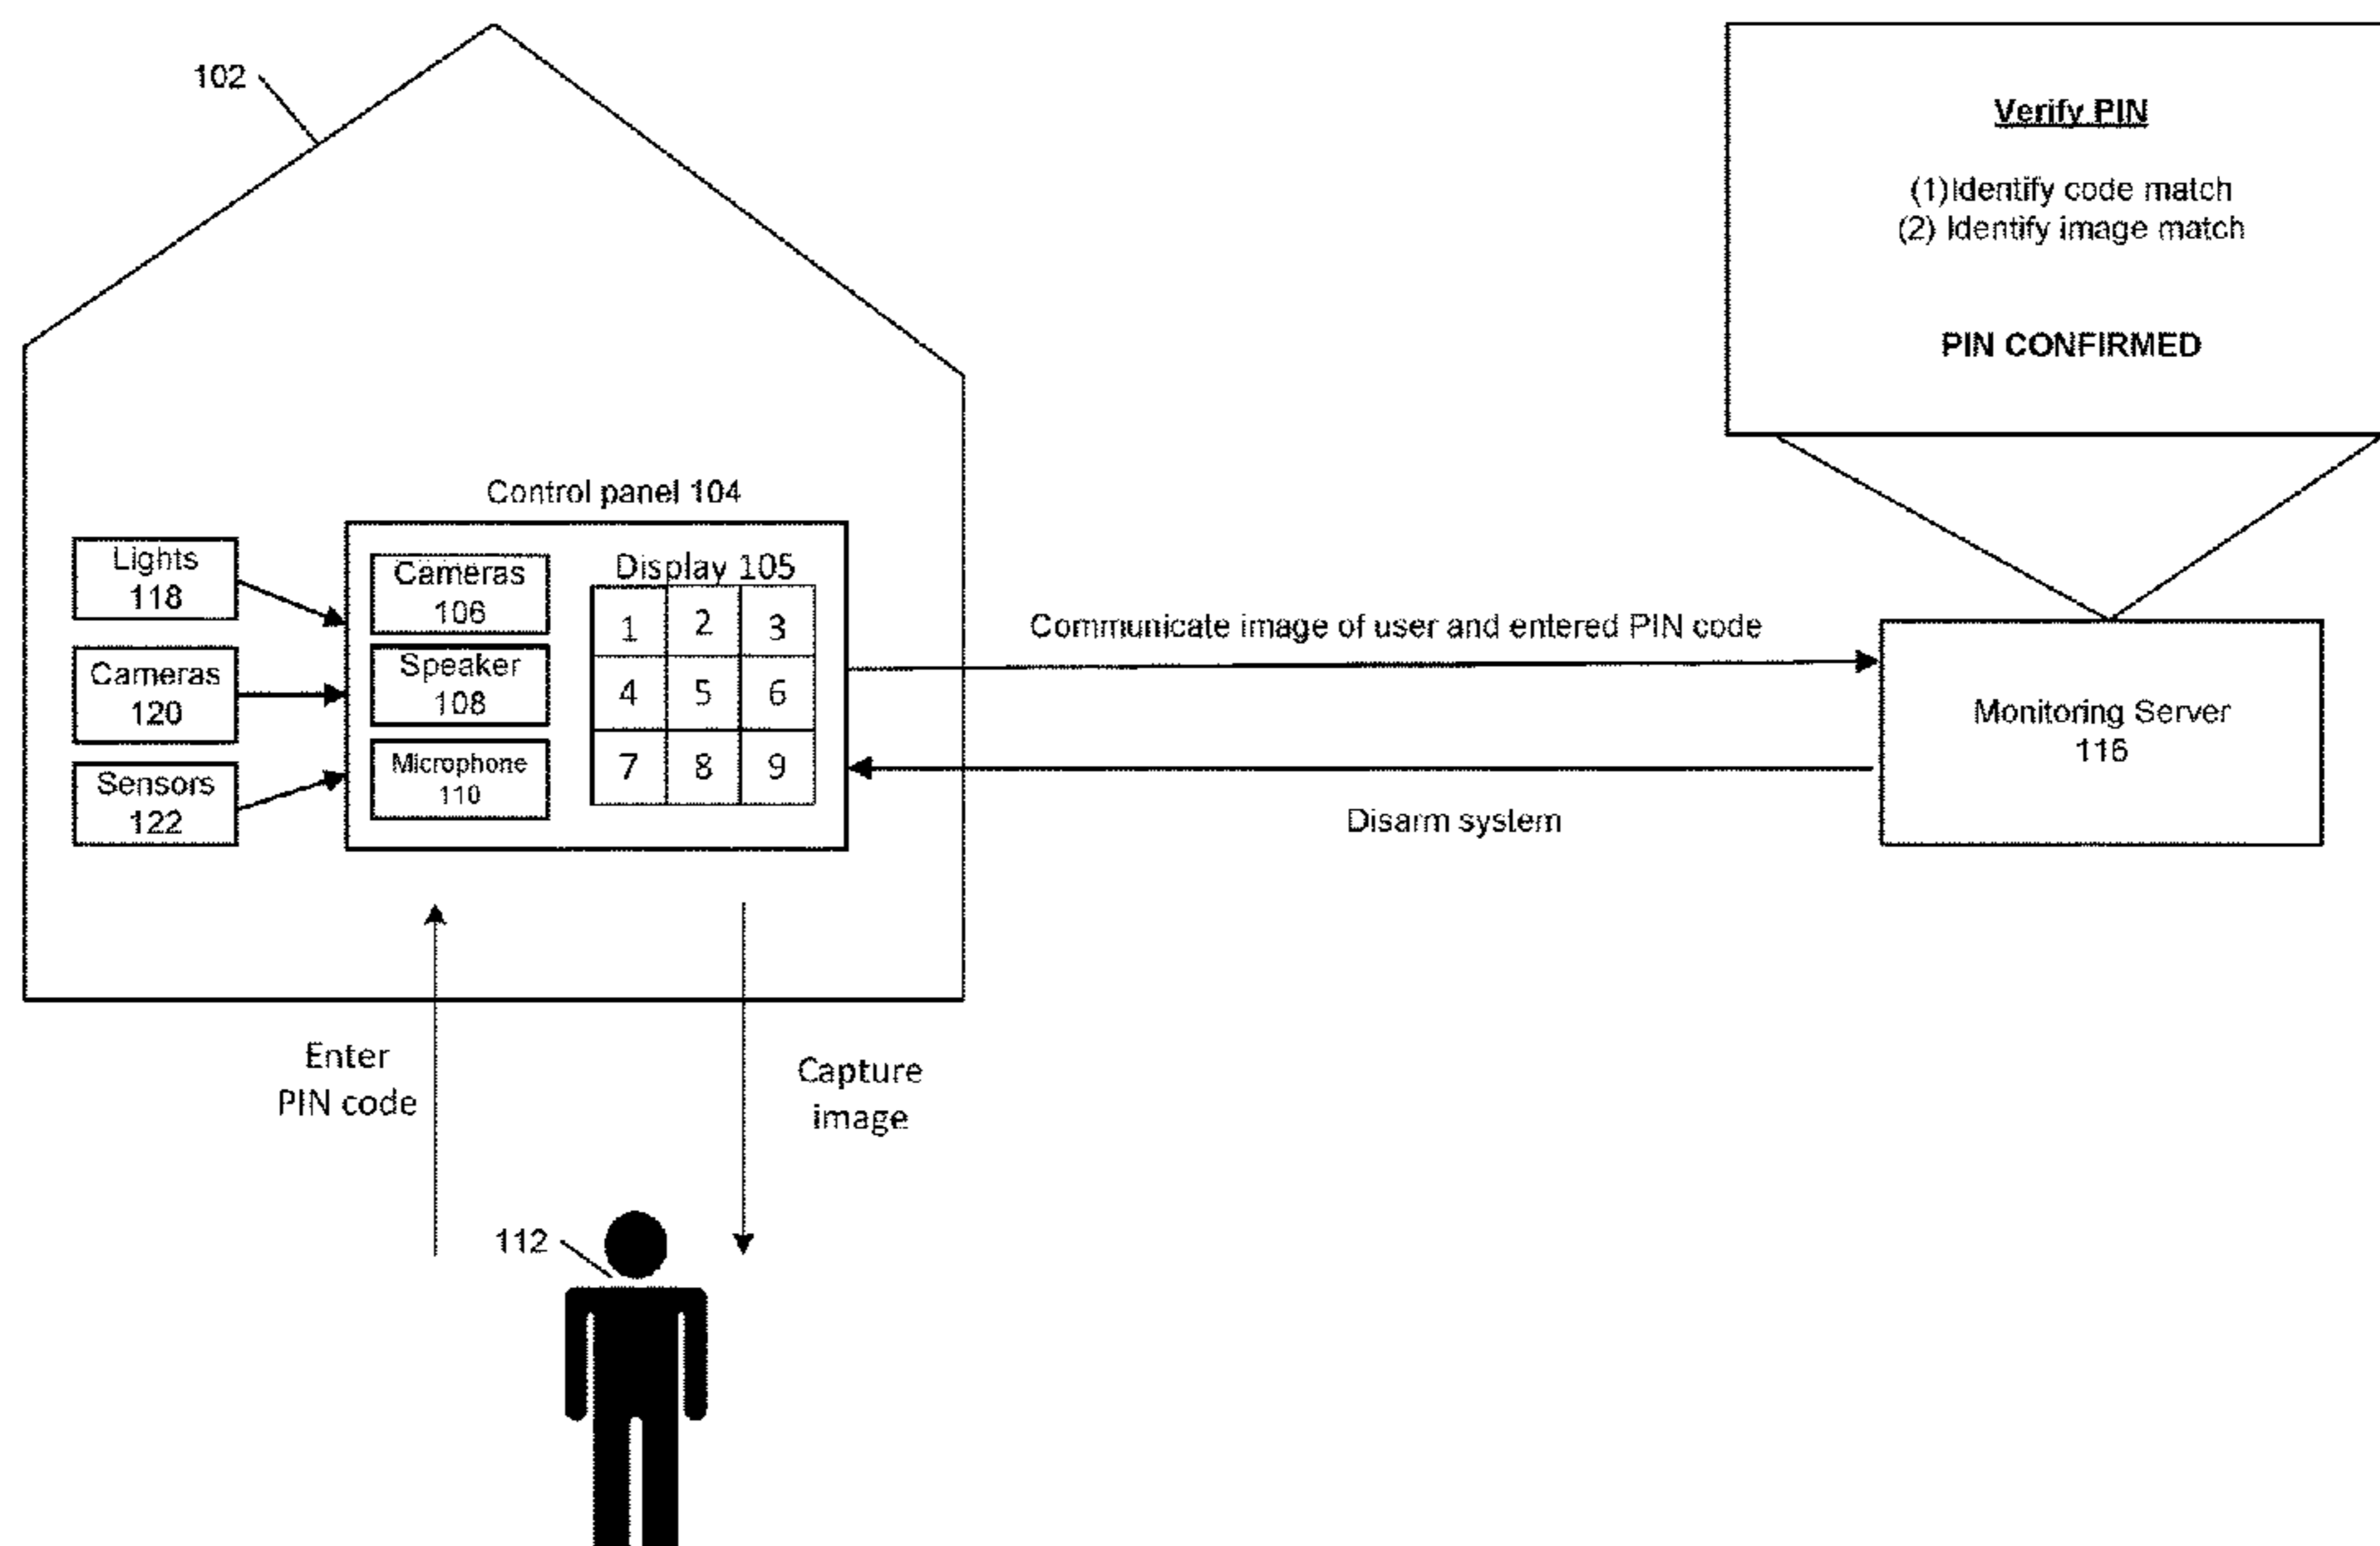 102
Verify PIN
(1)Identify code match
(2) Identify image match
PIN CONFIRMED
Control panel 104
Lights
118
Cameras
120
Sensors
122
Cameras
106
Speaker
108
Microphone
110
Display 105
1 2 3
4 5 6
7 8 9
Communicate image of user and entered PIN code
Disarm system
Monitoring Server
116
Enter
PIN code
Capture
image
112